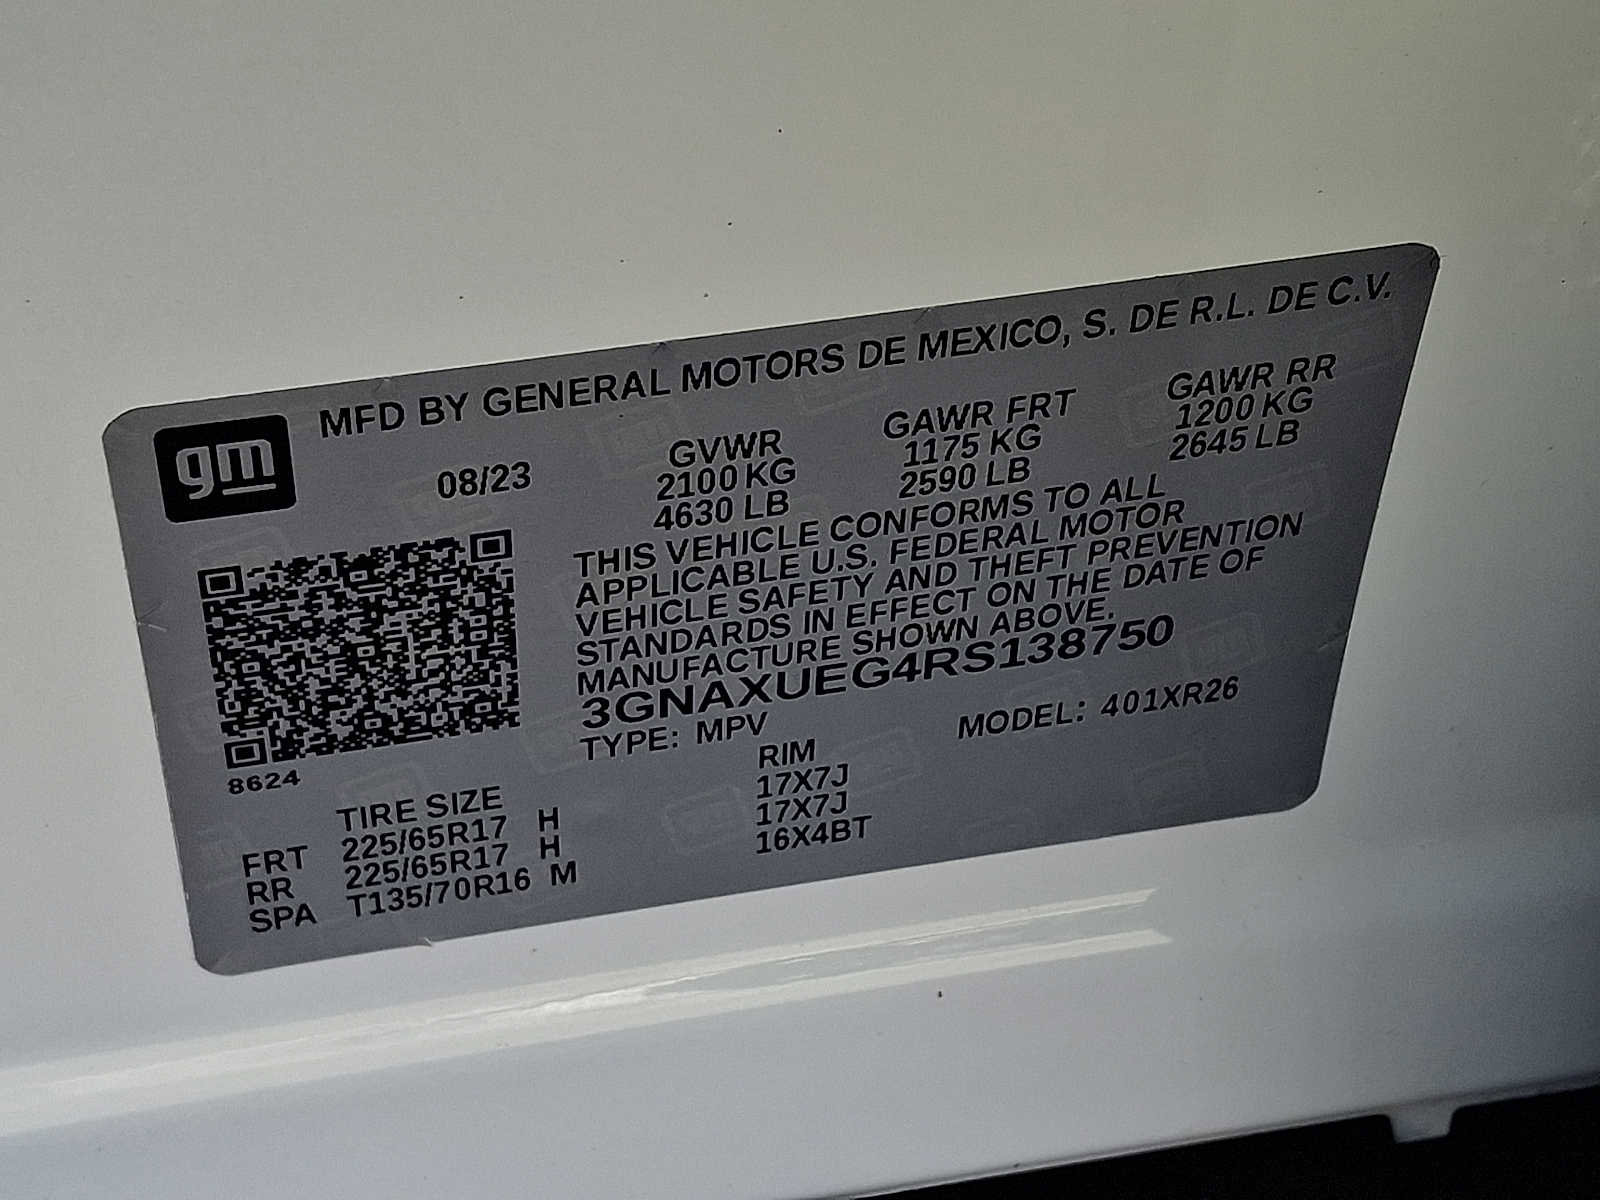 MFD BY GENERAL MOTORS DE MEXICO, S. DE R.L. DE C.V.
gm
08/23
GVWR
2100 KG
4630 LB
GAWR FRT
1175 KG
2590 LB
GAWR RR
1200 KG
2645 LB
THIS VEHICLE CONFORMS TO ALL
APPLICABLE U.S. FEDERAL MOTOR
VEHICLE SAFETY AND THEFT PREVENTION
STANDARDS IN EFFECT ON THE DATE OF
MANUFACTURE SHOWN ABOVE.
3GNAXUEG4RS138750
TYPE: MPV
MODEL: 401XR26
8624
TIRE SIZE RIM
FRT 225/65R17 H 17X7J
RR 225/65R17 H 17X7J
SPA T135/70R16 M 16X4BT